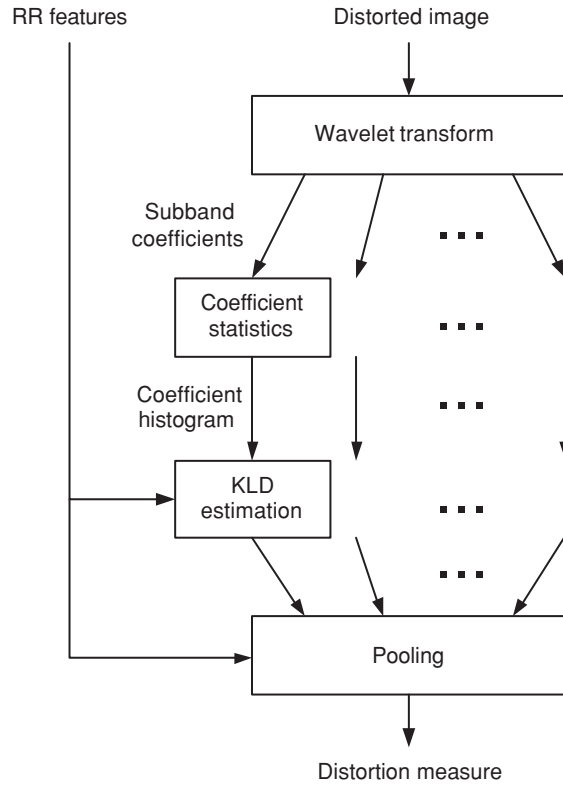 RR features
Distorted image
Wavelet transform
Subband
coefficients
Coefficient
statistics
Coefficient
histogram
KLD
estimation
Pooling
Distortion measure